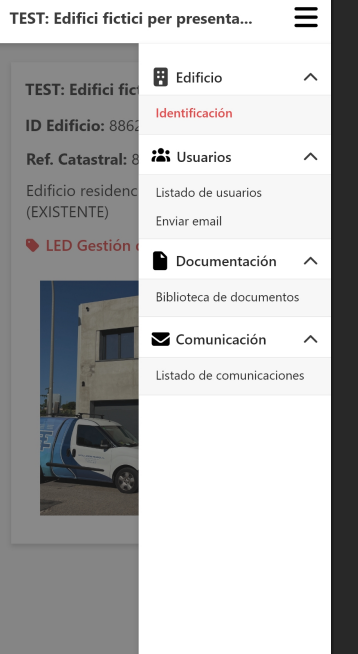 TEST: Edifici fictici per presenta...
Edificio
Identificación
Usuarios
Listado de usuarios
Enviar email
Documentación
Biblioteca de documentos
Comunicación
Listado de comunicaciones
TEST: Edifici fict
ID Edificio: 8862
Ref. Catastral: 8
Edificio residenc
(EXISTENTE)
LED Gestión